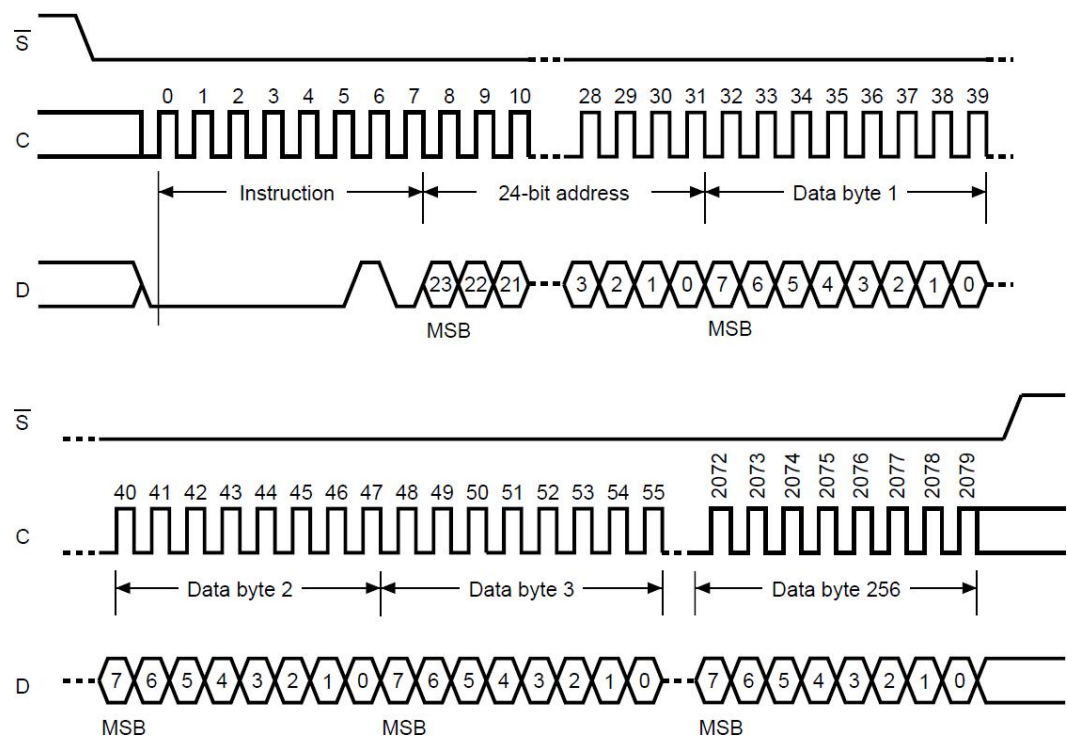 S
0 1 2 3 4 5 6 7 8 9 10 28 29 30 31 32 33 34 35 36 37 38 39
C
Instruction 24-bit address Data byte 1
D 23 22 21 3 2 1 0 7 6 5 4 3 2 1 0
MSB MSB
S
40 41 42 43 44 45 46 47 48 49 50 51 52 53 54 55 2072 2073 2074 2075 2076 2077 2078 2079
C
Data byte 2 Data byte 3 Data byte 256
D 7 6 5 4 3 2 1 0 7 6 5 4 3 2 1 0 7 6 5 4 3 2 1 0
MSB MSB MSB